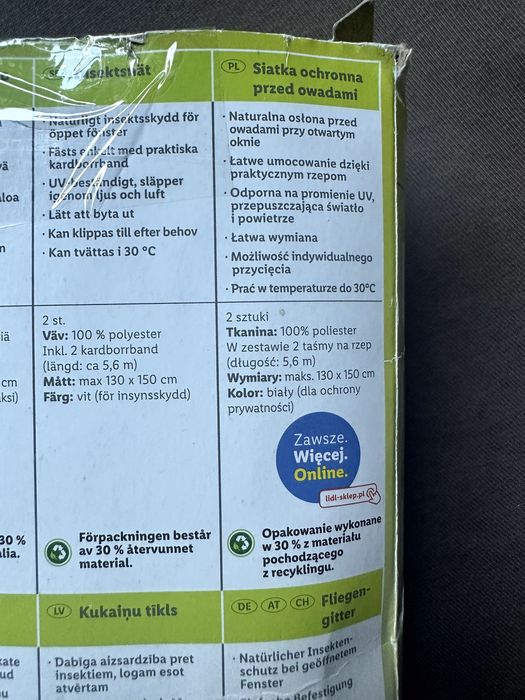 SE Insektsnät
· Naturligt insektsskydd för
öppet fönster
· Fästs enkelt med praktiska
kardborrband
· UV-beständigt, släpper
igenom ljus och luft
· Lätt att byta ut
· Kan klippas till efter behov
· Kan tvättas i 30 °C
2 st.
Väv: 100 % polyester
Inkl. 2 kardborrband
(längd: ca 5,6 m)
Mått: max 130 x 150 cm
Färg: vit (för insynsskydd)
Förpackningen består
av 30 % återvunnet
material.
PL Siatka ochronna
przed owadami
· Naturalna osłona przed
owadami przy otwartym
oknie
· Łatwe umocowanie dzięki
praktycznym rzepom
· Odporna na promienie UV,
przepuszczająca światło
i powietrze
· Łatwa wymiana
· Możliwość indywidualnego
przycięcia
· Prać w temperaturze do 30°C
2 sztuki
Tkanina: 100% poliester
W zestawie 2 taśmy na rzep
(długość: 5,6 m)
Wymiary: maks. 130 x 150 cm
Kolor: biały (dla ochrony
prywatności)
Zawsze.
Więcej.
Online.
lidl-sklep.pl
Opakowanie wykonane
w 30 % z materiału
pochodzącego
z recyklingu.
cm
30 %
LV Kukaiņu tīkls
· Dabīga aizsardzība pret
insektiem, logam esot
atvērtam
DE AT CH Fliegen-
gitter
· Natürlicher Insekten-
schutz bei geöffnetem
Fenster
Befestigung